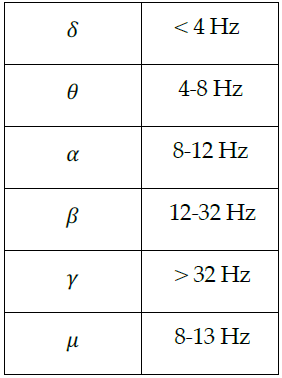 δ < 4 Hz
θ 4-8 Hz
α 8-12 Hz
β 12-32 Hz
γ > 32 Hz
μ 8-13 Hz